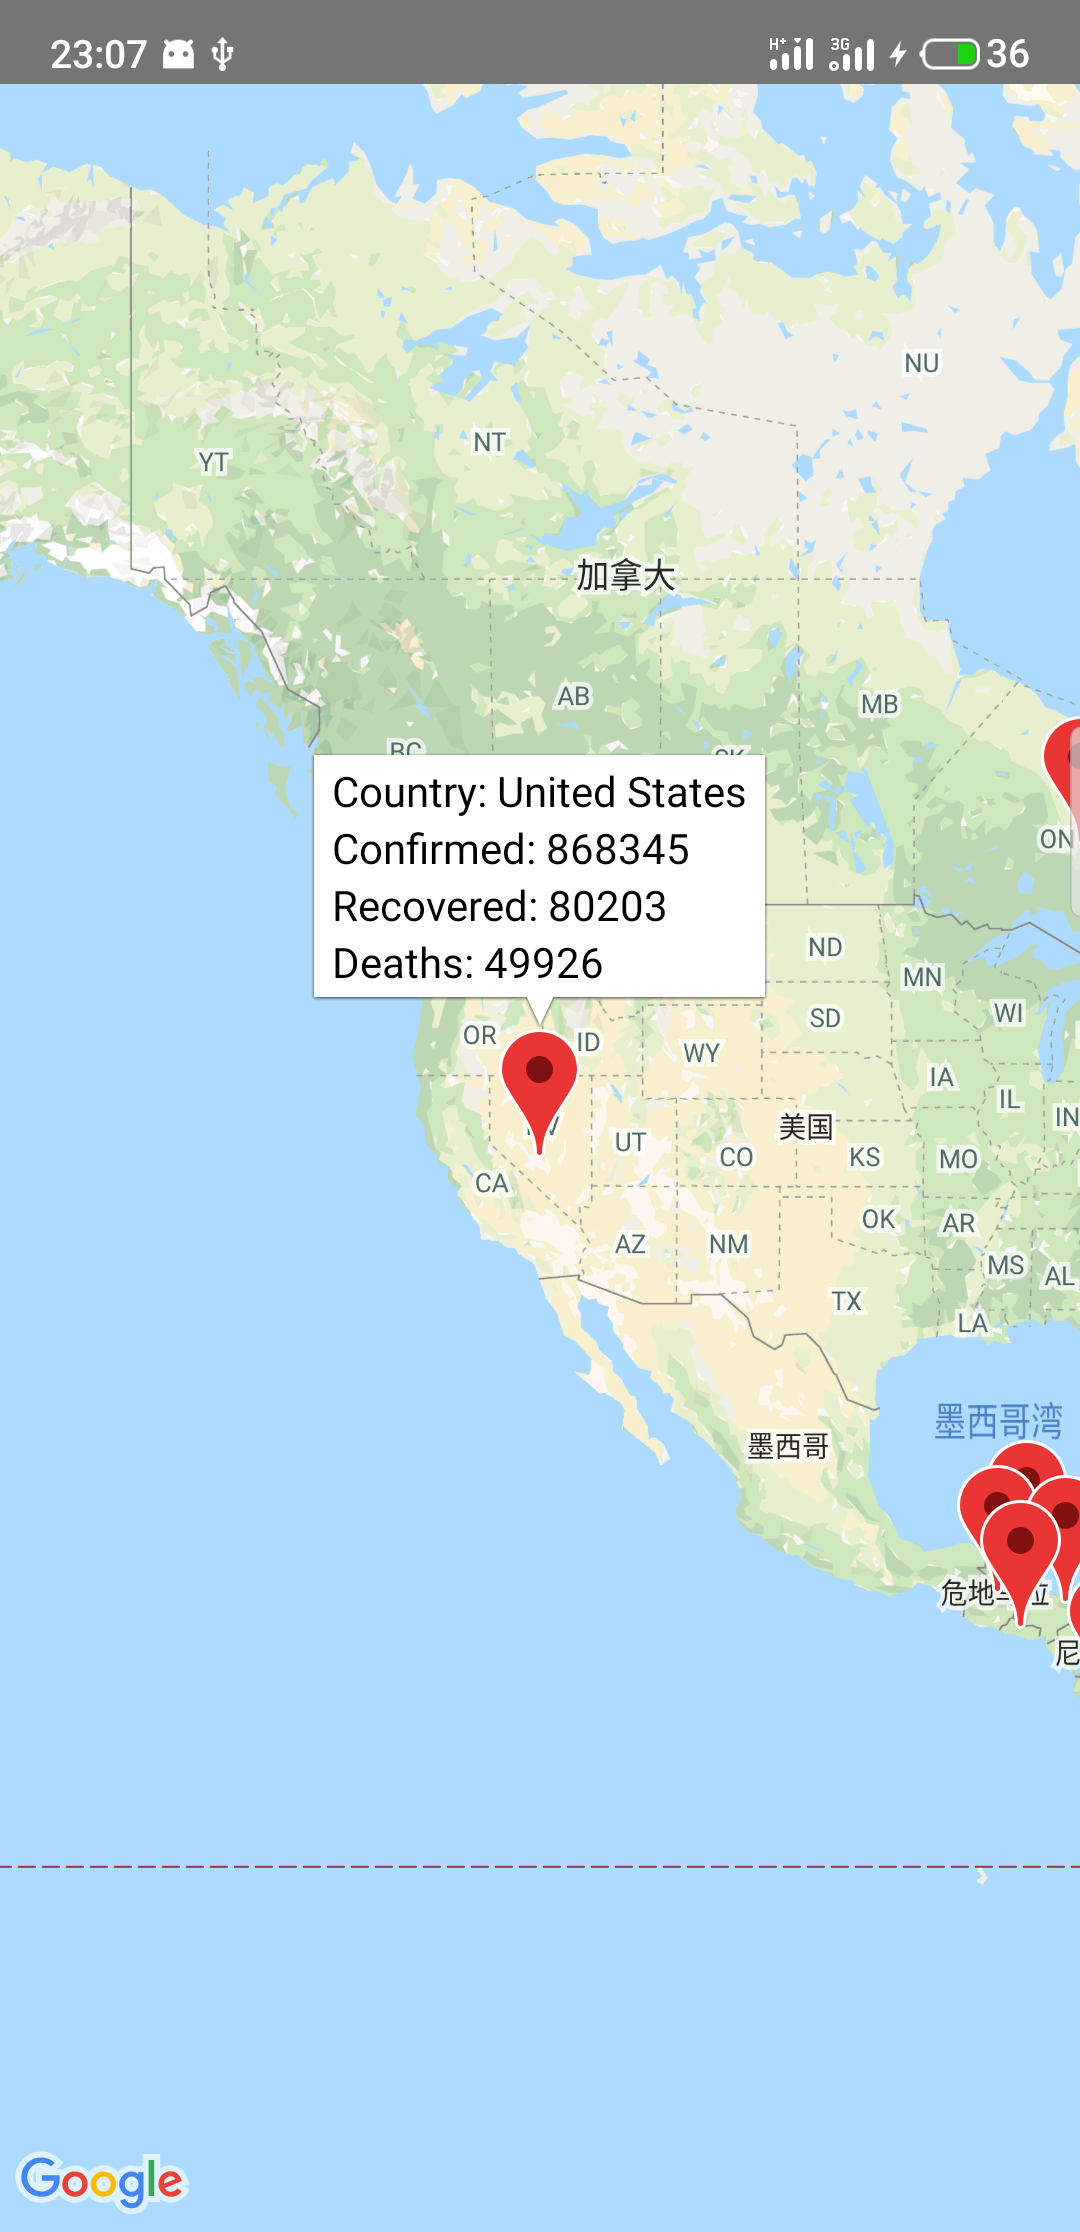 23:07
H+
3G
36
NU
NT
YT
加拿大
AB
MB
BC
ON
Country: United States
Confirmed: 868345
Recovered: 80203
Deaths: 49926
ND
MN
OR
ID
SD
WI
WY
IA
IL
IN
美国
UT
CO
KS
MO
CA
OK
AR
AZ
NM
MS
AL
TX
LA
墨西哥湾
墨西哥
危地
尼
Google